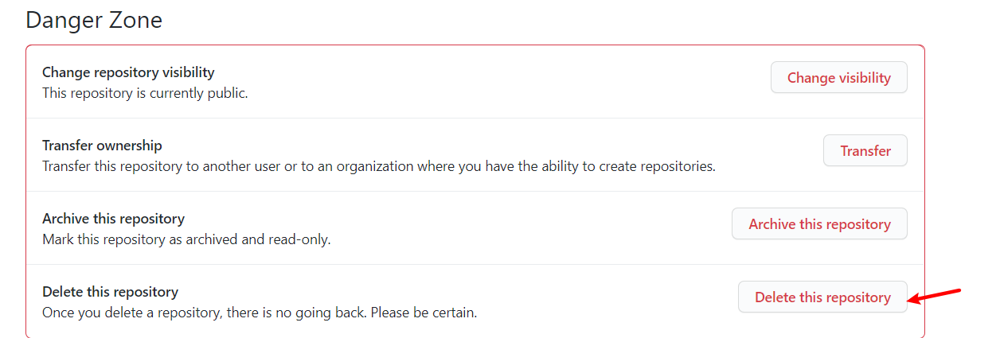 Danger Zone
Change repository visibility
This repository is currently public.
Change visibility
Transfer ownership
Transfer this repository to another user or to an organization where you have the ability to create repositories.
Transfer
Archive this repository
Mark this repository as archived and read-only.
Archive this repository
Delete this repository
Once you delete a repository, there is no going back. Please be certain.
Delete this repository